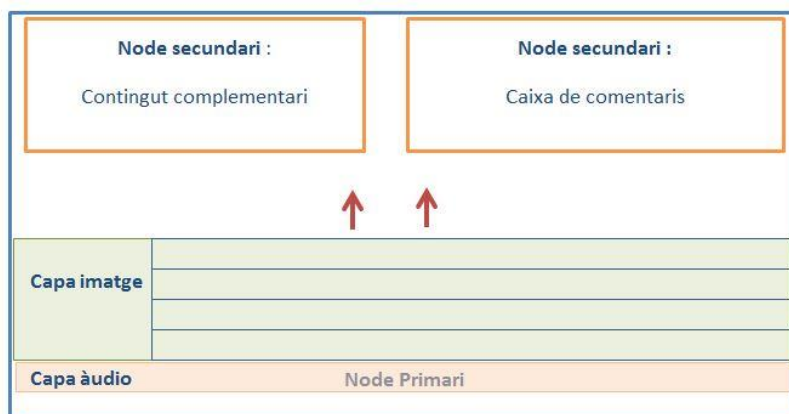 Node secundari :
Contingut complementari
Node secundari :
Caixa de comentaris
Capa imatge
Capa àudio
Node Primari